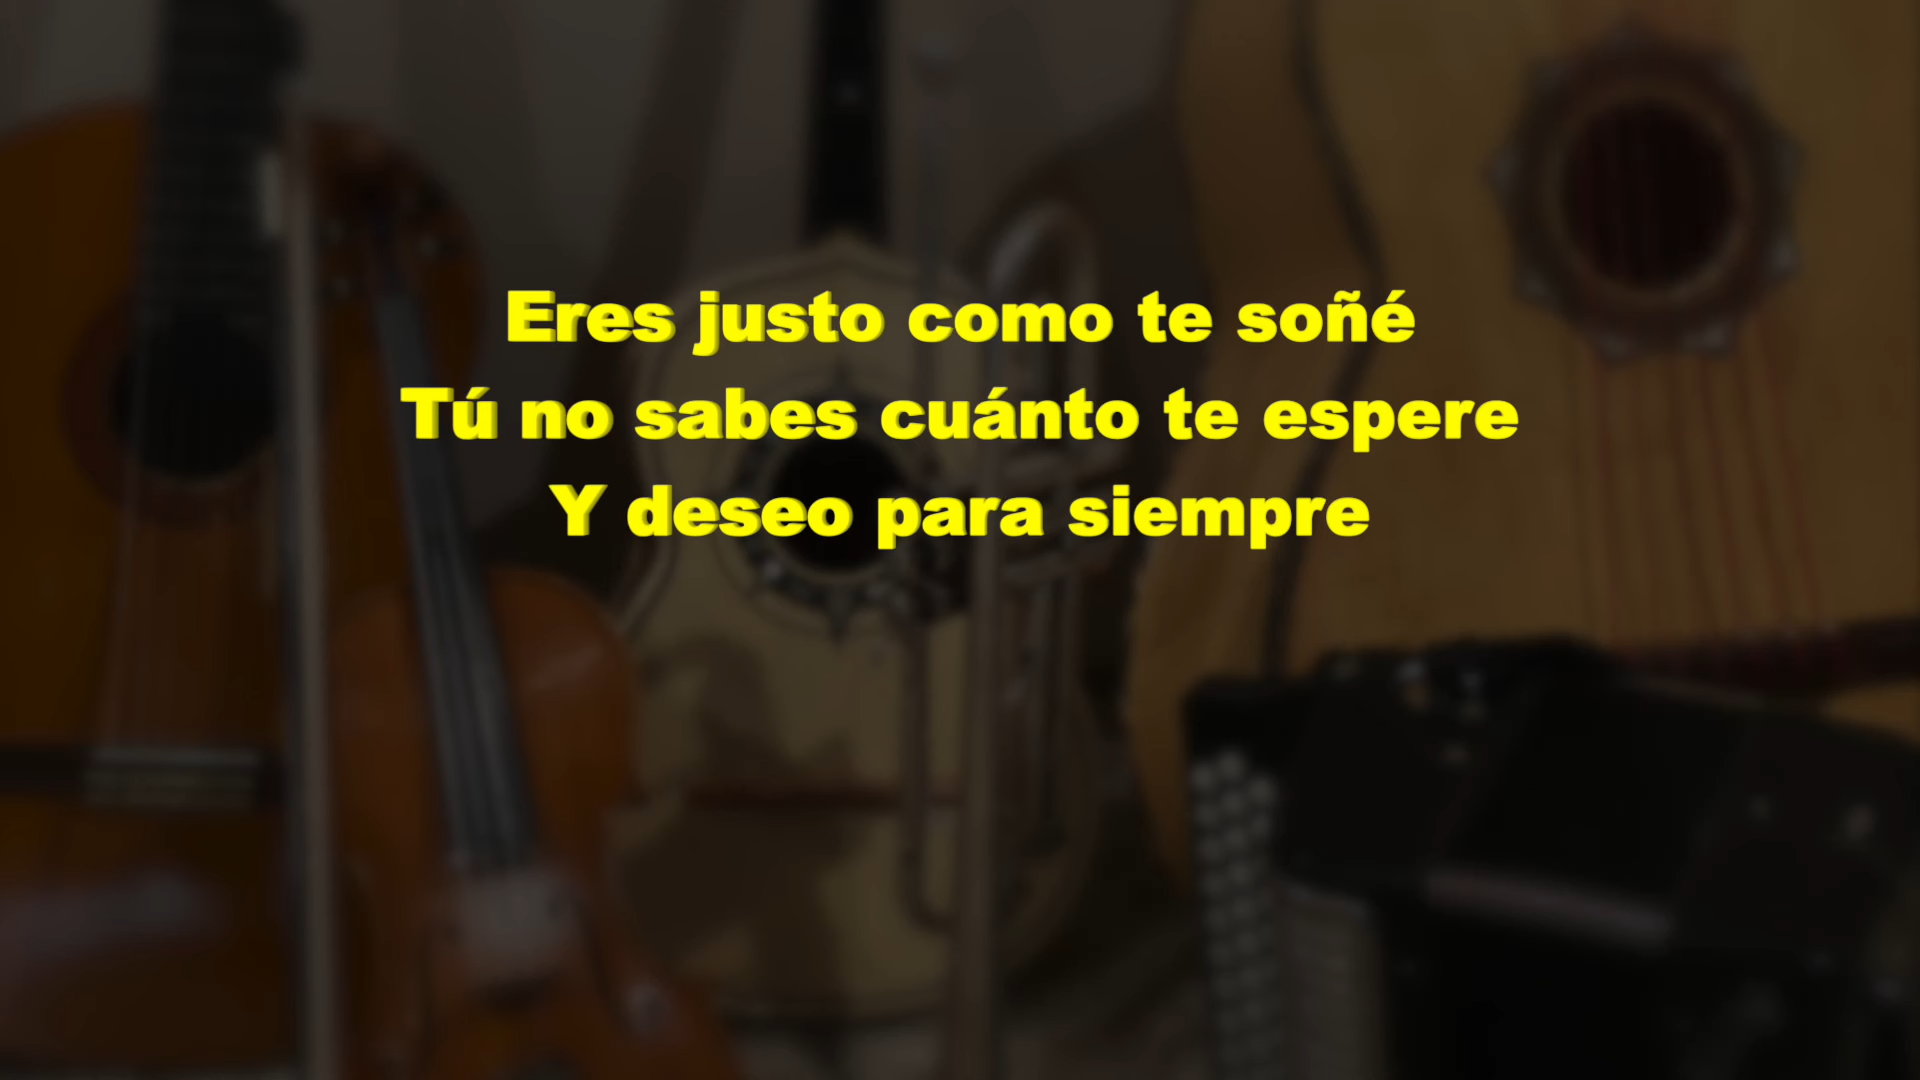 Eres justo como te soñé
Tú no sabes cuánto te espere
Y deseo para siempre